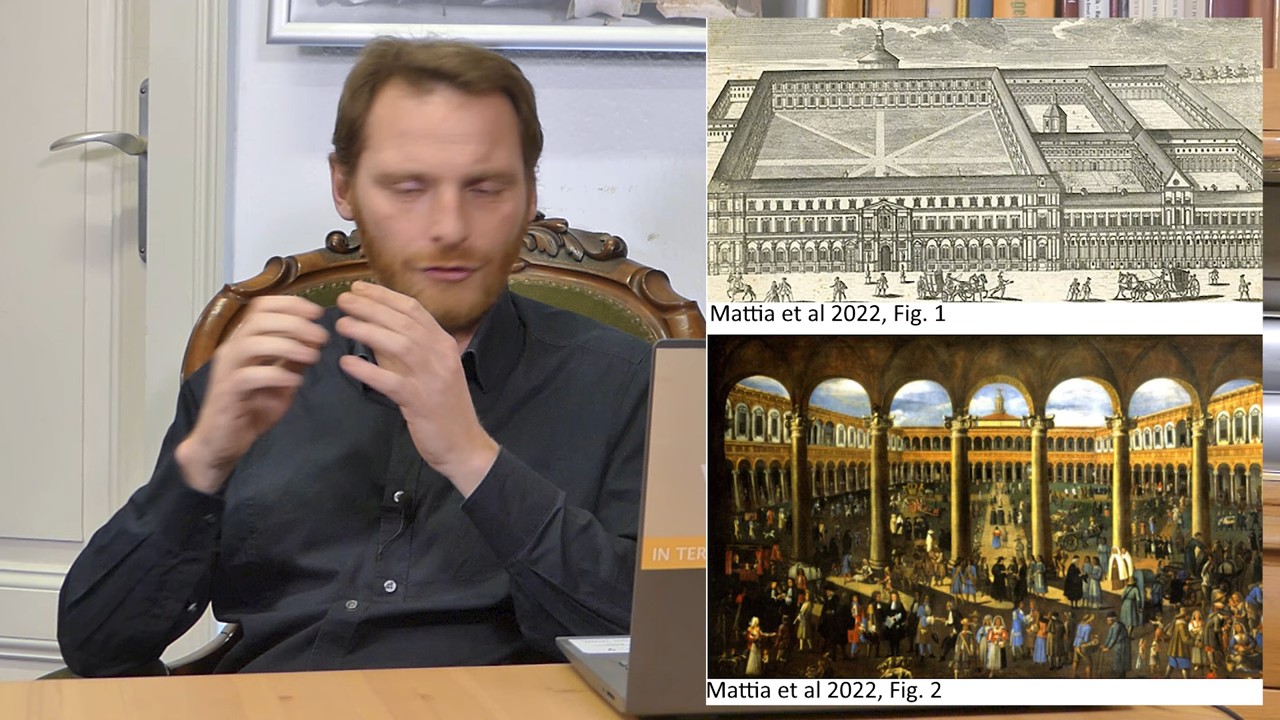 Mattia et al 2022, Fig. 1
IN TER
Mattia et al 2022, Fig. 2